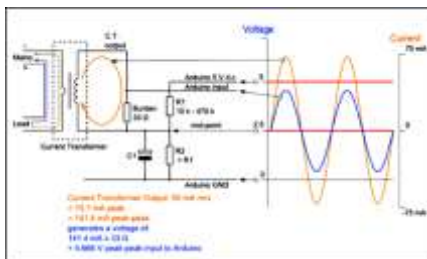 Voltage
Current
C.T
output
75 mA
Mains
Arduino 5 V d.c
5
Arduino input
Burden
33 Ω
R1
10 k - 470 k
Load
mid-point
2.5
0
Current Transformer
C1
R2
= R1
Arduino GND
0
-75 mA
Current Transformer Output 50 mA rms
= 70.7 mA peak
= 141.4 mA peak-peak
generates a voltage of
141.4 mA x 33 Ω
= 4.666 V peak-peak input to Arduino